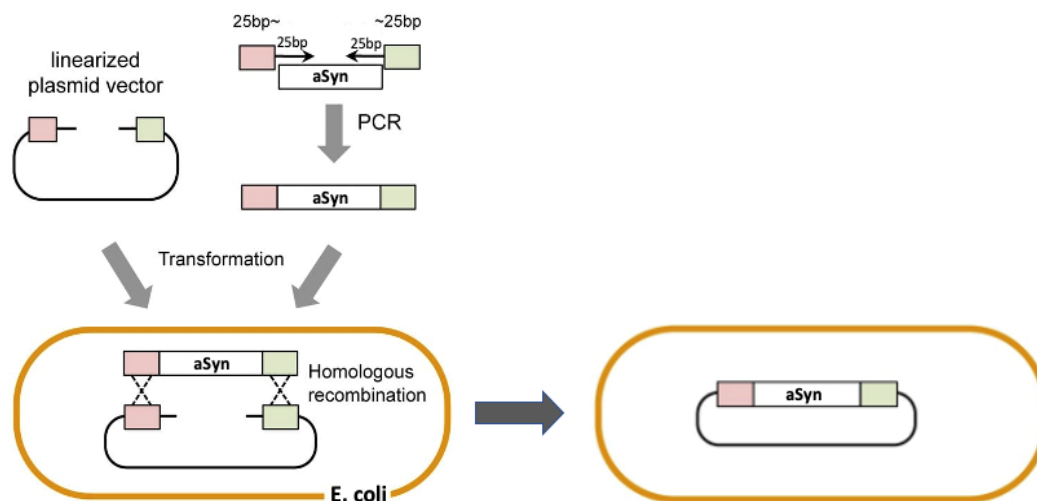 25bp~
~25bp
25bp
25bp
linearized
plasmid vector
aSyn
PCR
aSyn
Transformation
aSyn
Homologous
recombination
aSyn
E. coli